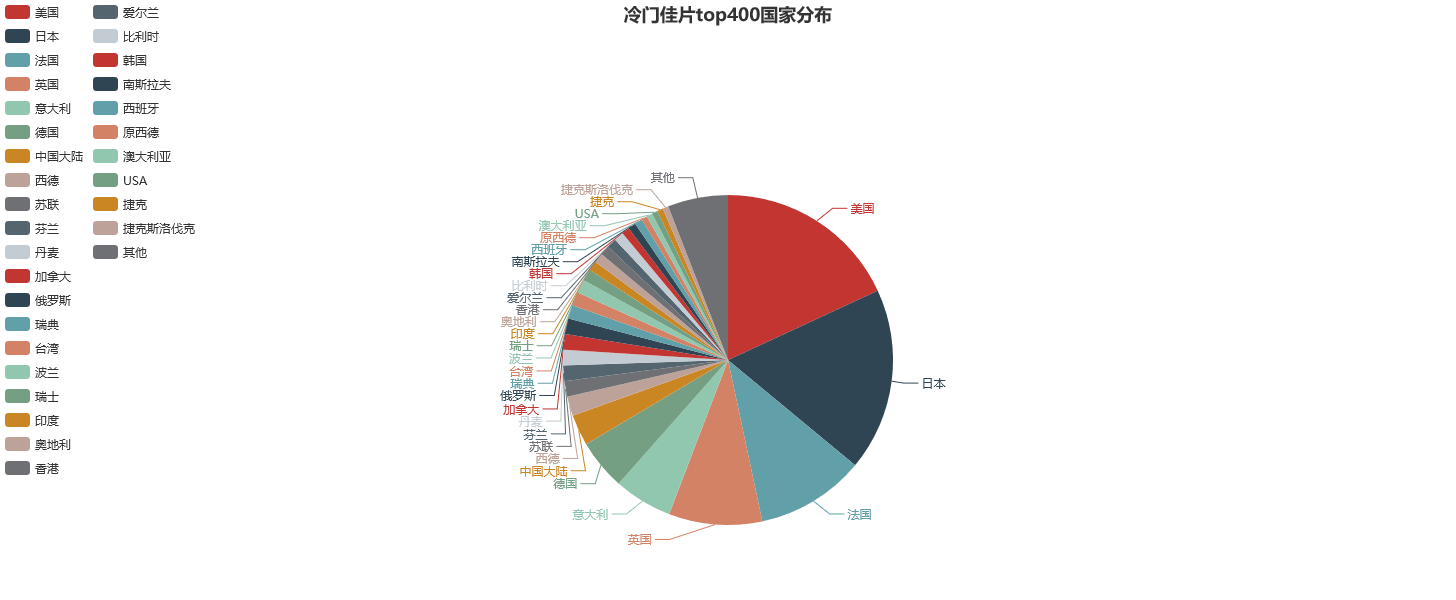 冷门佳片top400国家分布
美国
日本
法国
英国
意大利
德国
中国大陆
西德
苏联
芬兰
丹麦
加拿大
俄罗斯
瑞典
台湾
波兰
瑞士
印度
奥地利
香港
爱尔兰
比利时
韩国
南斯拉夫
西班牙
原西德
澳大利亚
USA
捷克
捷克斯洛伐克
其他
其他
捷克斯洛伐克
捷克
USA
澳大利亚
原西德
西班牙
南斯拉夫
韩国
比利时
爱尔兰
香港
奥地利
印度
瑞士
波兰
台湾
瑞典
俄罗斯
加拿大
丹麦
芬兰
苏联
西德
中国大陆
德国
意大利
英国
美国
日本
法国